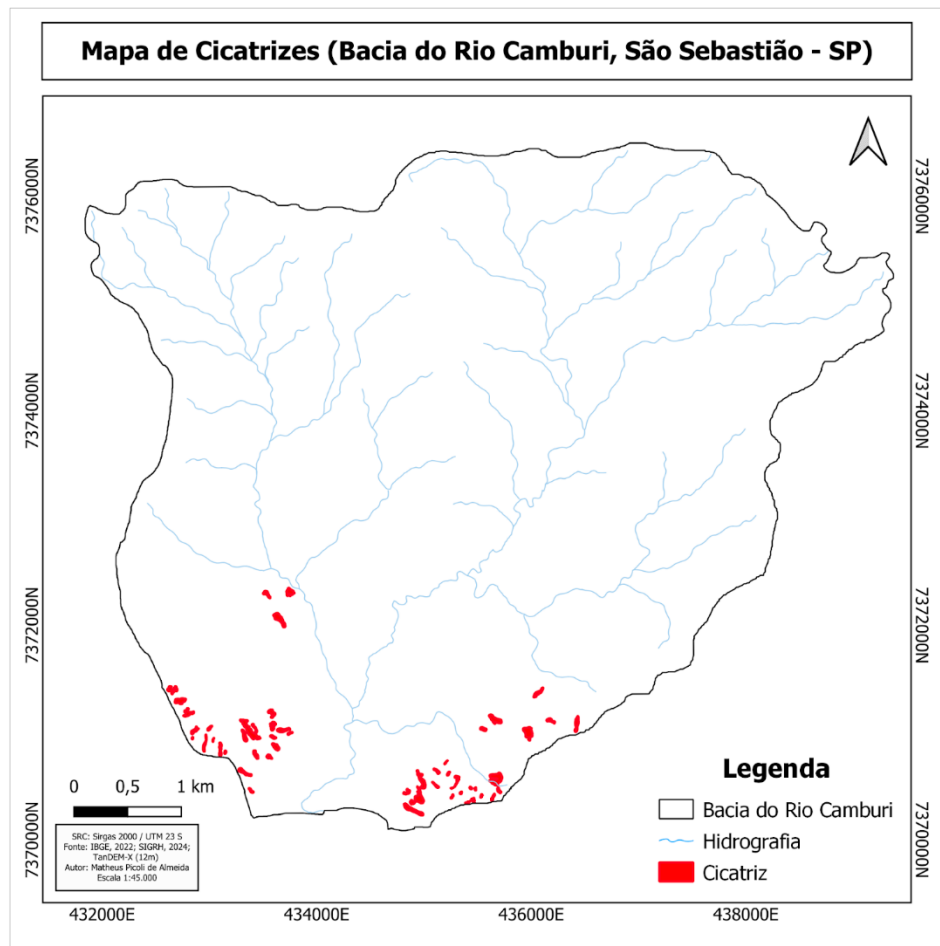 Mapa de Cicatrizes (Bacia do Rio Camburi, São Sebastião - SP)
7376000N
7376000N
7374000N
7374000N
7372000N
7372000N
7370000N
7370000N
0 0,5 1 km
SRC: Sirgas 2000 / UTM 23 S
Fonte: IBGE, 2022; SIGRH, 2024;
TanDEM-X (12m)
Autor: Matheus Picoli de Almeida
Escala 1:45.000
Legenda
Bacia do Rio Camburi
Hidrografia
Cicatriz
432000E 434000E 436000E 438000E